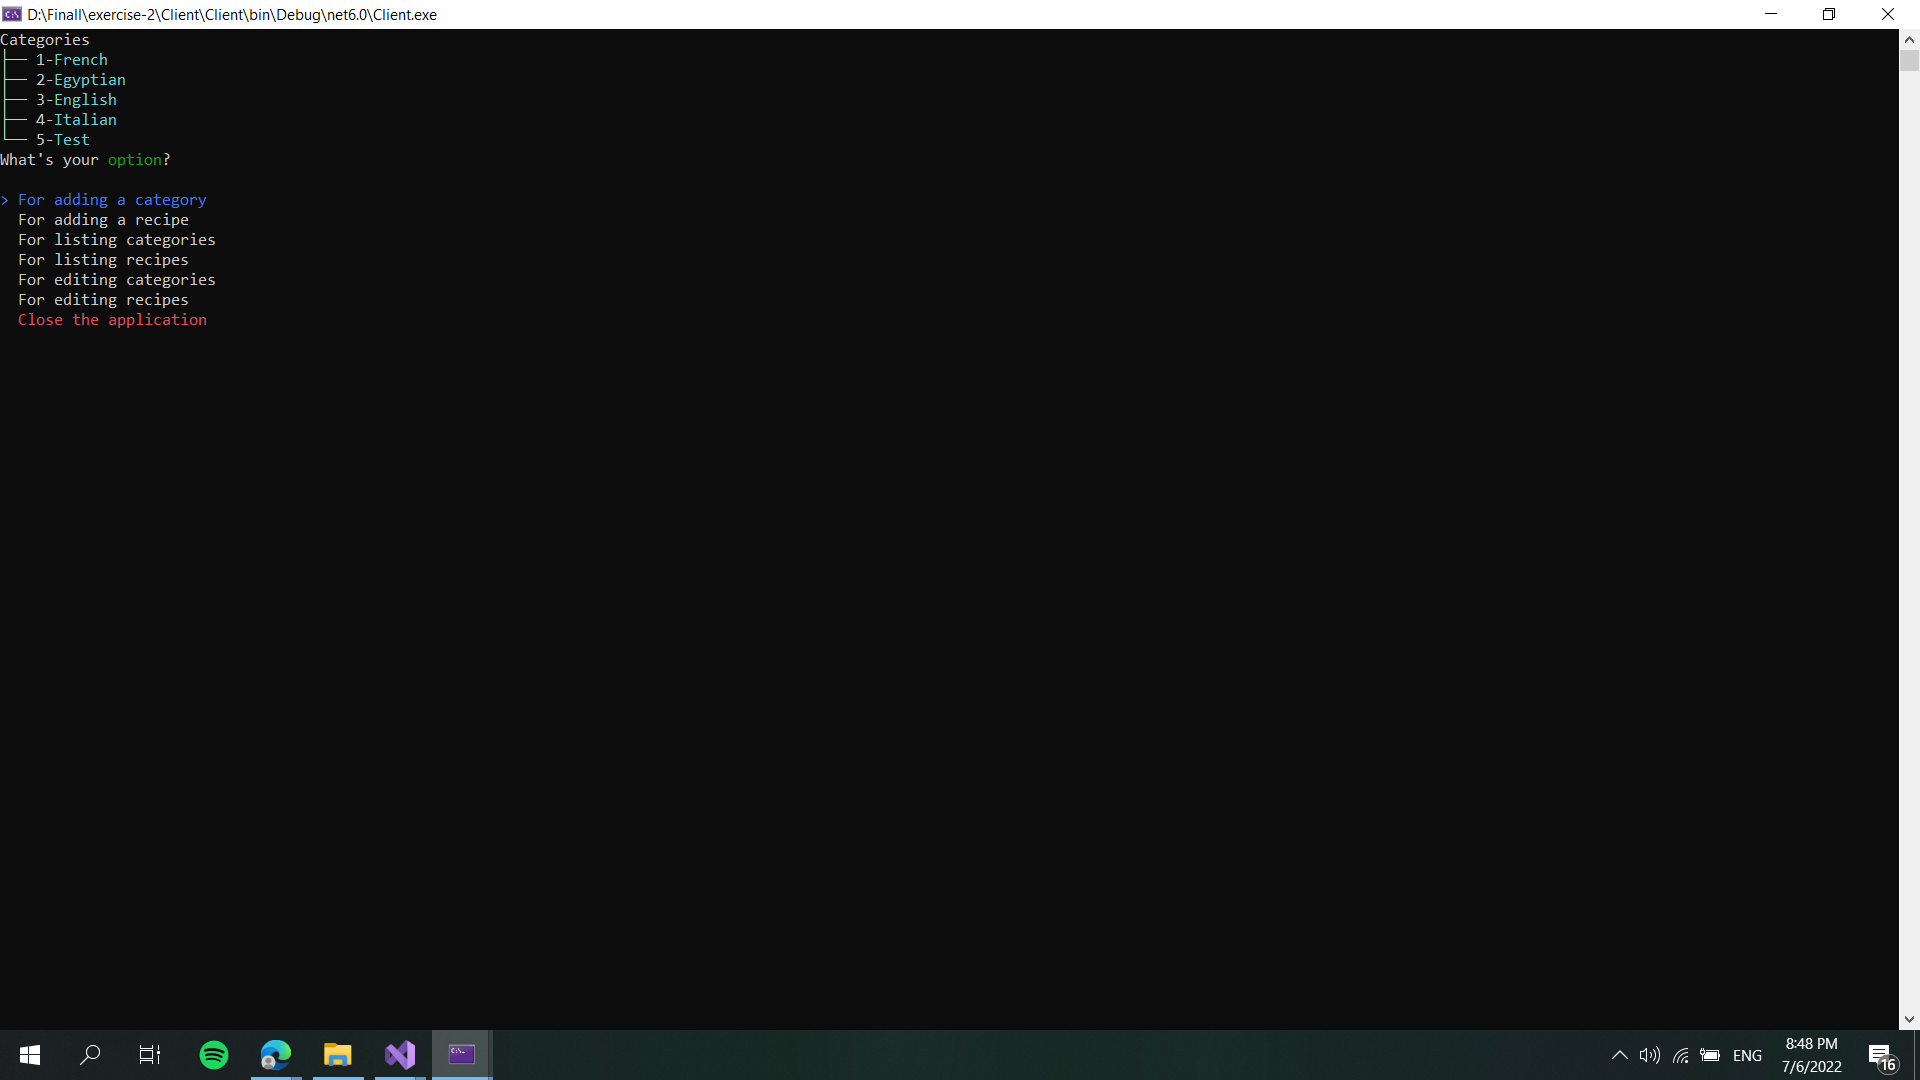 D:\Finall\exercise-2\Client\Client\bin\Debug\net6.0\Client.exe
Categories
├── 1-French
├── 2-Egyptian
├── 3-English
├── 4-Italian
└── 5-Test
What's your option?
> For adding a category
For adding a recipe
For listing categories
For listing recipes
For editing categories
For editing recipes
Close the application
ENG
8:48 PM
7/6/2022
16